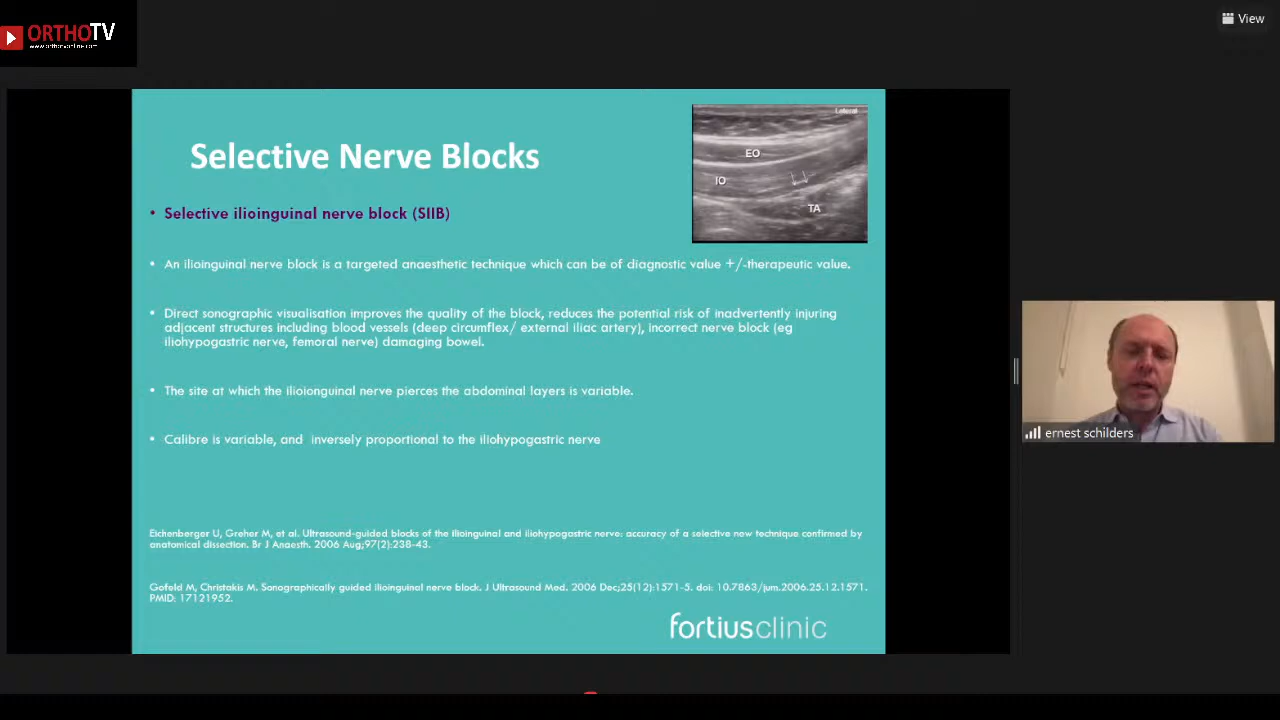 ORTHOTV
View
Selective Nerve Blocks
Lateral
EO
IO
TA
• Selective ilioinguinal nerve block (SIIB)
• An ilioinguinal nerve block is a targeted anaesthetic technique which can be of diagnostic value +/-therapeutic value.
• Direct sonographic visualisation improves the quality of the block, reduces the potential risk of inadvertently injuring
adjacent structures including blood vessels (deep circumflex/ external iliac artery), incorrect nerve block (eg
iliohypogastric nerve, femoral nerve) damaging bowel.
• The site at which the ilioionguinal nerve pierces the abdominal layers is variable.
• Calibre is variable, and inversely proportional to the iliohypogastric nerve
Eichenberger U, Greher M, et al. Ultrasound-guided blocks of the ilioinguinal and iliohypogastric nerve: accuracy of a selective new technique confirmed by
anatomical dissection. Br J Anaesth. 2006 Aug;97(2):238-43.
Gofeld M, Christakis M. Sonographically guided ilioinguinal nerve block. J Ultrasound Med. 2006 Dec;25(12):1571-5. doi: 10.7863/jum.2006.25.12.1571.
PMID: 17121952.
fortiusclinic
ernest schilders